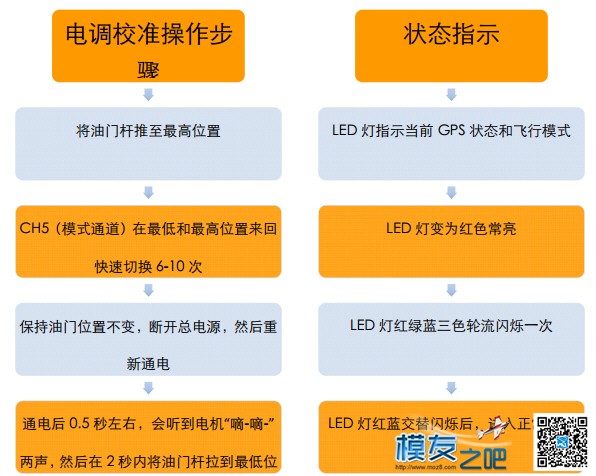 电调校准操作步
骤
将油门杆推至最高位置
CH5（模式通道）在最低和最高位置来回
快速切换 6-10 次
保持油门位置不变，断开总电源，然后重
新通电
通电后 0.5 秒左右，会听到电机“嘀-嘀-”
两声，然后在 2 秒内将油门杆拉到最低位
状态指示
LED 灯指示当前 GPS 状态和飞行模式
LED 灯变为红色常亮
LED 灯红绿蓝三色轮流闪烁一次
LED 灯红蓝交替闪烁后，进入正
模友之吧
http://www.moz8.com